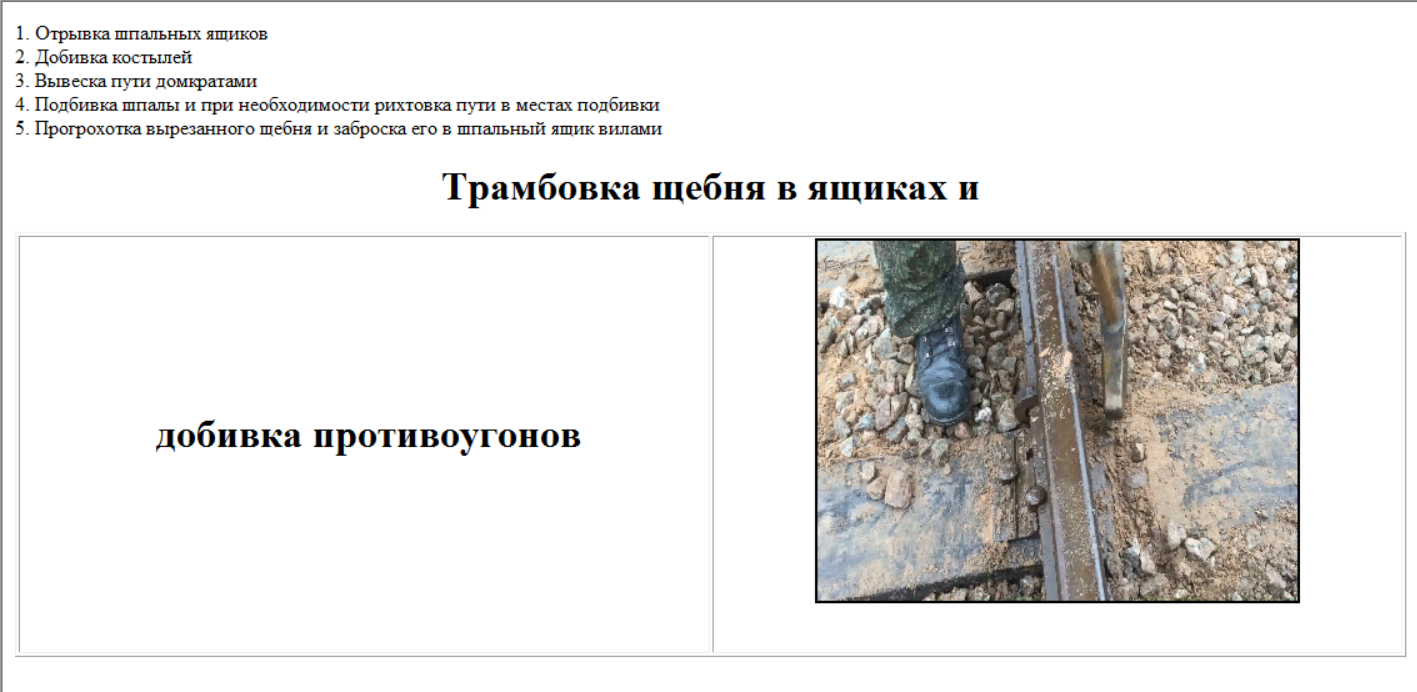 1. Отрывка шпальных ящиков
2. Добивка костылей
3. Вывеска пути домкратами
4. Подбивка шпалы и при необходимости рихтовка пути в местах подбивки
5. Прогрохотка вырезанного щебня и заброска его в шпальный ящик вилами
Трамбовка щебня в ящиках и
добивка противоугонов